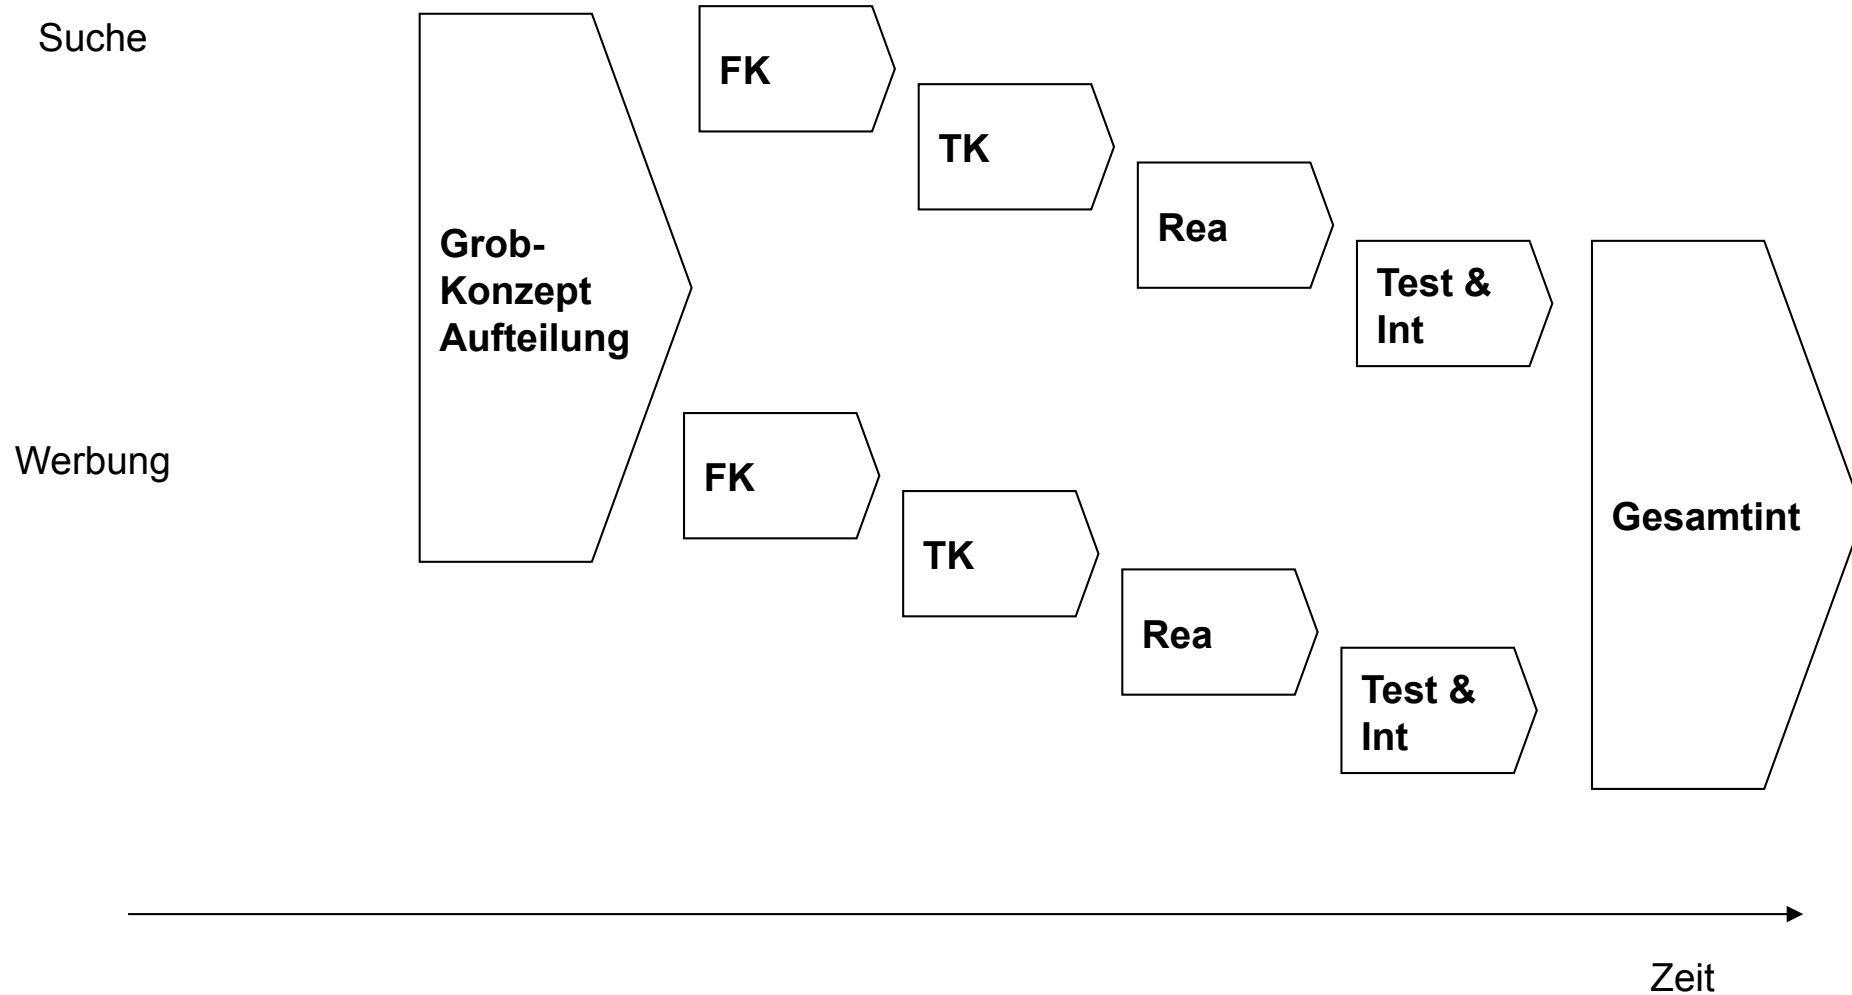 Suche
FK
TK
Rea
Test &
Int
Grob-
Konzept
Aufteilung
Werbung
FK
TK
Rea
Test &
Int
Gesamtint
Zeit